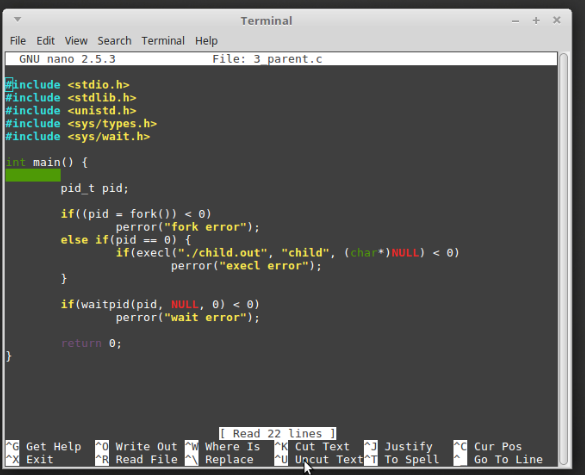 Terminal
File Edit View Search Terminal Help
GNU nano 2.5.3 File: 3_parent.c
#include <stdio.h>
#include <stdlib.h>
#include <unistd.h>
#include <sys/types.h>
#include <sys/wait.h>
int main() {
pid_t pid;
if((pid = fork()) < 0)
perror("fork error");
else if(pid == 0) {
if(execl("./child.out", "child", (char*)NULL) < 0)
perror("execl error");
}
if(waitpid(pid, NULL, 0) < 0)
perror("wait error");
return 0;
}
[ Read 22 lines ]
^G Get Help ^O Write Out ^W Where Is ^K Cut Text ^J Justify ^C Cur Pos
^X Exit ^R Read File ^\ Replace ^U Uncut Text ^T To Spell ^_ Go To Line